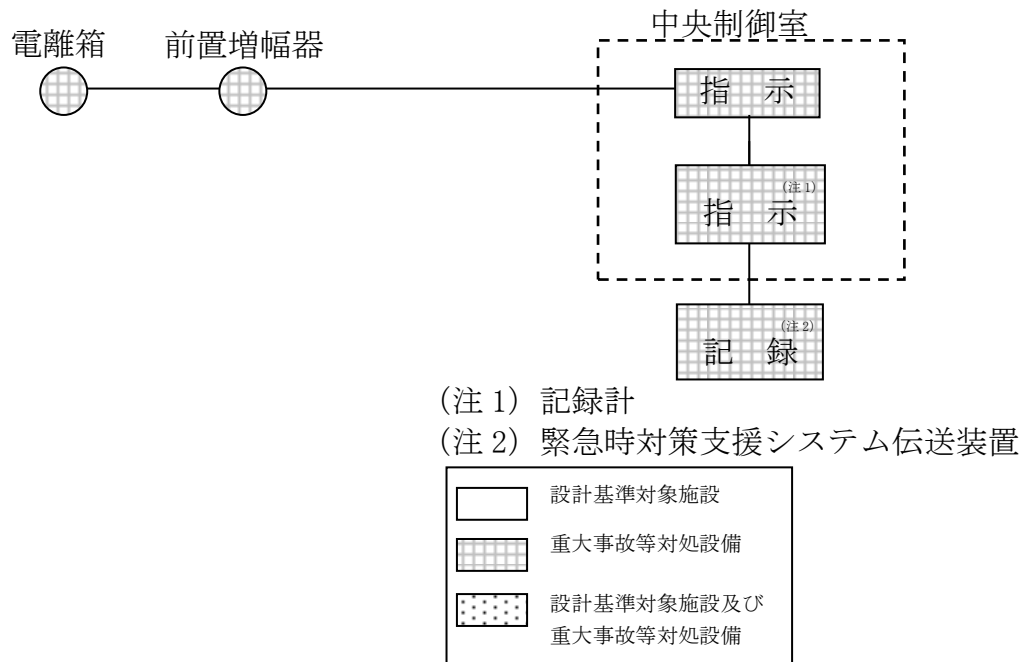 中央制御室
電離箱
前置増幅器
指 示
(注1)
指 示
(注2)
記 録
(注 1) 記録計
(注 2) 緊急時対策支援システム伝送装置
設計基準対象施設
重大事故等対処設備
設計基準対象施設及び
重大事故等対処設備